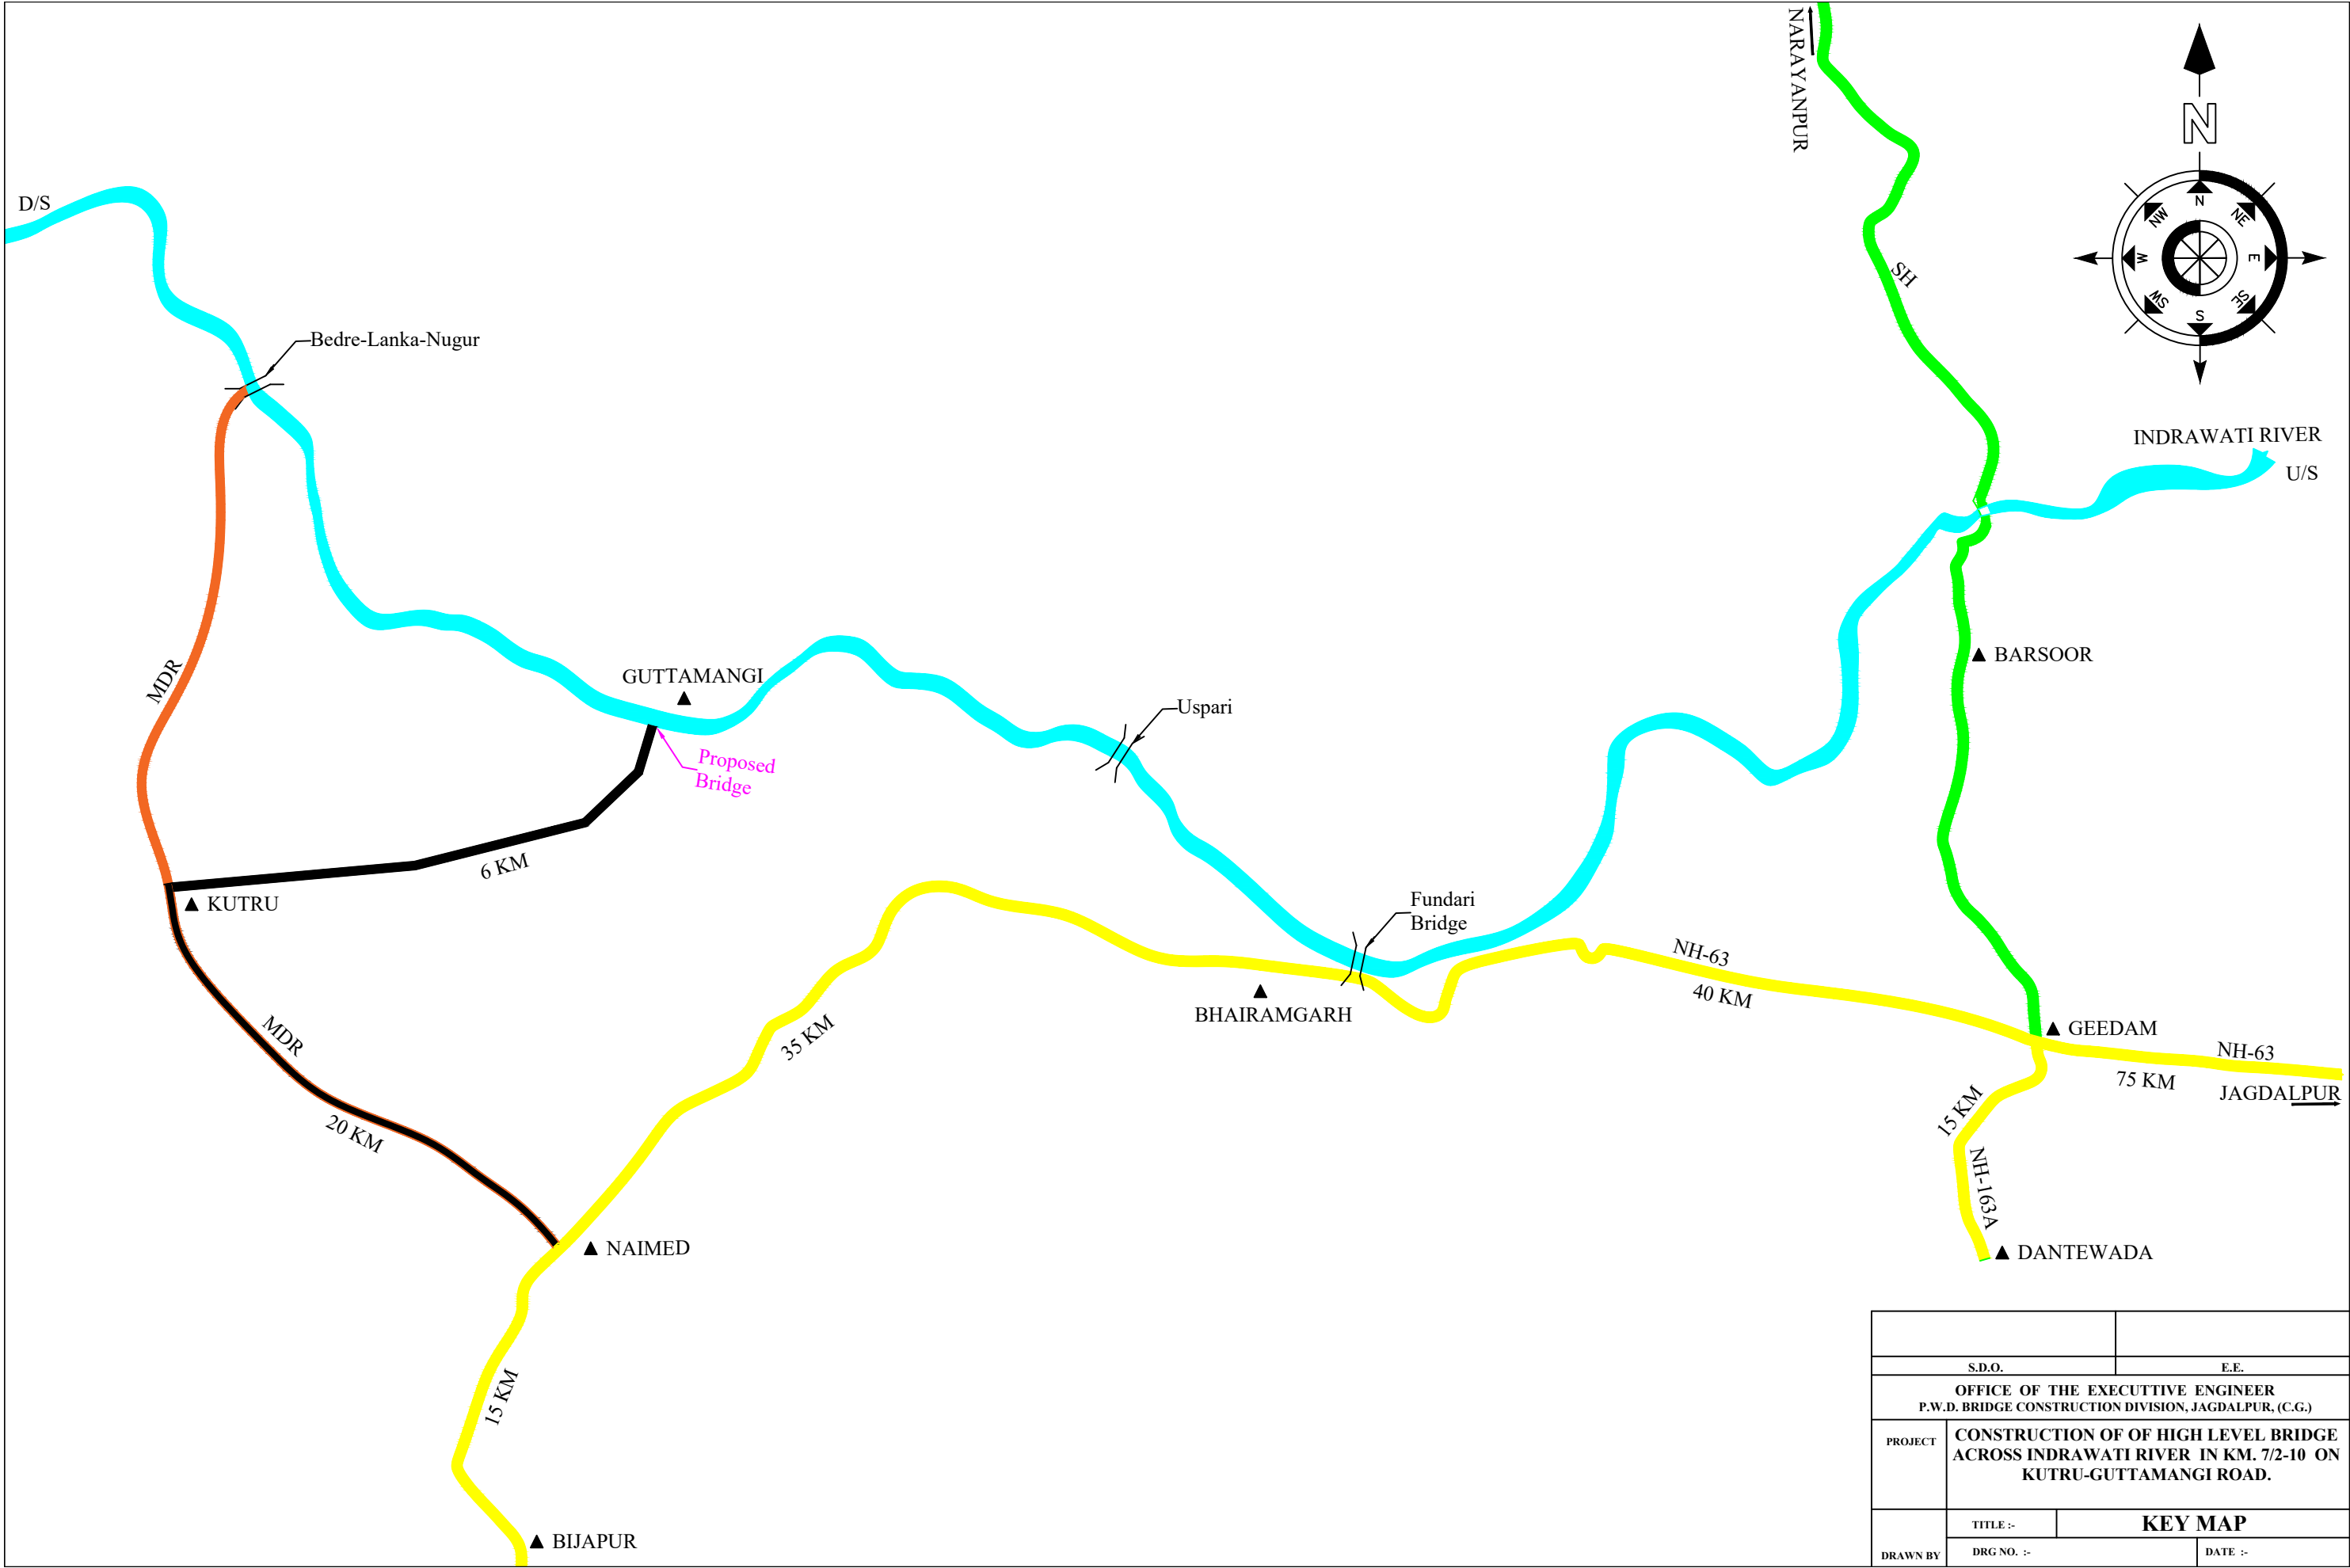 NARAYANPUR
N
D/S
N
NE
E
SE
S
SW
W
NW
SH
Bedre-Lanka-Nugur
INDRAWATI RIVER
U/S
MDR
GUTTAMANGI
BARSOOR
Uspari
Proposed
Bridge
6 KM
KUTRU
Fundari
Bridge
NH-63
40 KM
BHAIRAMGARH
35 KM
MDR
20 KM
GEEDAM
NH-63
75 KM
JAGDALPUR
15 KM
NH-163A
NAIMED
DANTEWADA
15 KM
BIJAPUR
S.D.O.
E.E.
OFFICE OF THE EXECUTTIVE ENGINEER
P.W.D. BRIDGE CONSTRUCTION DIVISION, JAGDALPUR, (C.G.)
PROJECT
CONSTRUCTION OF OF HIGH LEVEL BRIDGE
ACROSS INDRAWATI RIVER IN KM. 7/2-10 ON
KUTRU-GUTTAMANGI ROAD.
TITLE :-
KEY MAP
DRAWN BY
DRG NO. :-
DATE :-